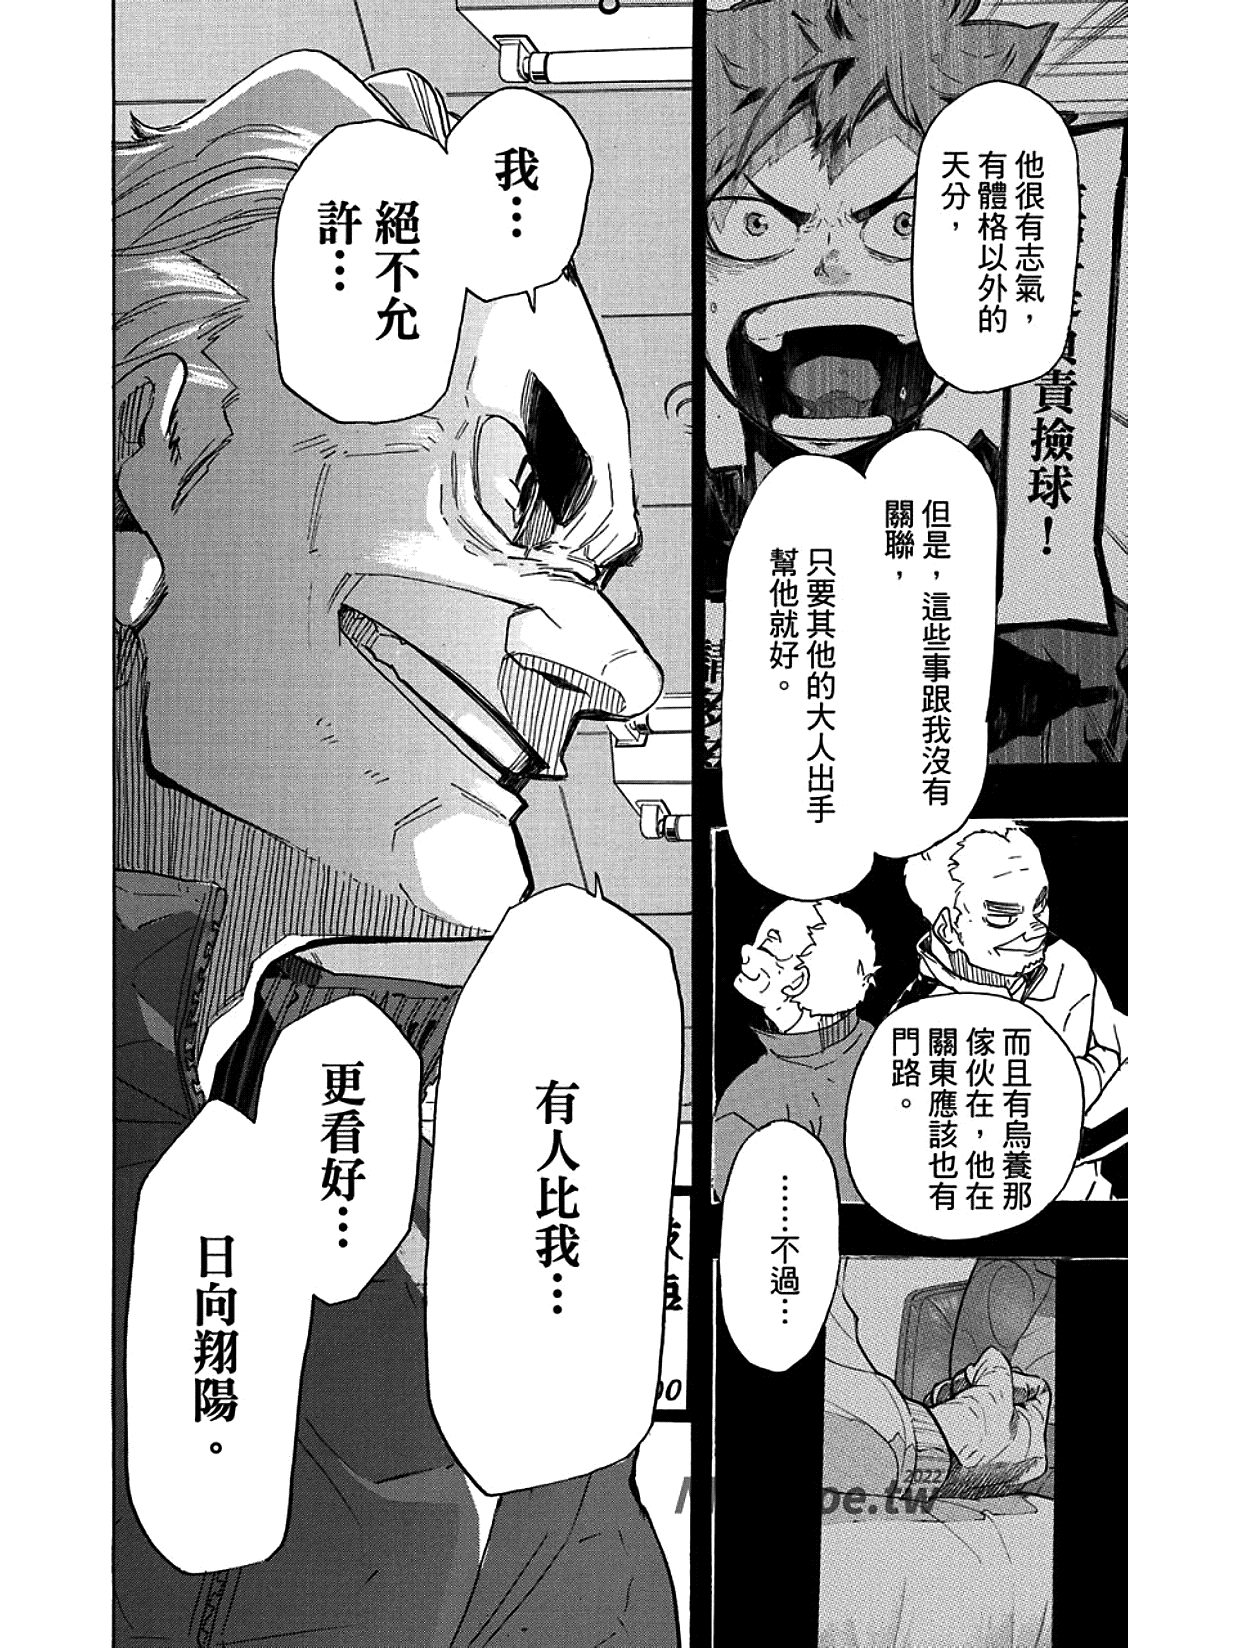 他很有志氣，
有體格以外的
天分，
責撿球！
但是，這些事跟我沒有
關聯，
只要其他的大人出手
幫他就好。
而且有烏養那
傢伙在，他在
關東應該也有
門路。
……不過…
我…
絕不允
許…
有人比我…
更看好…
日向翔陽。
2022